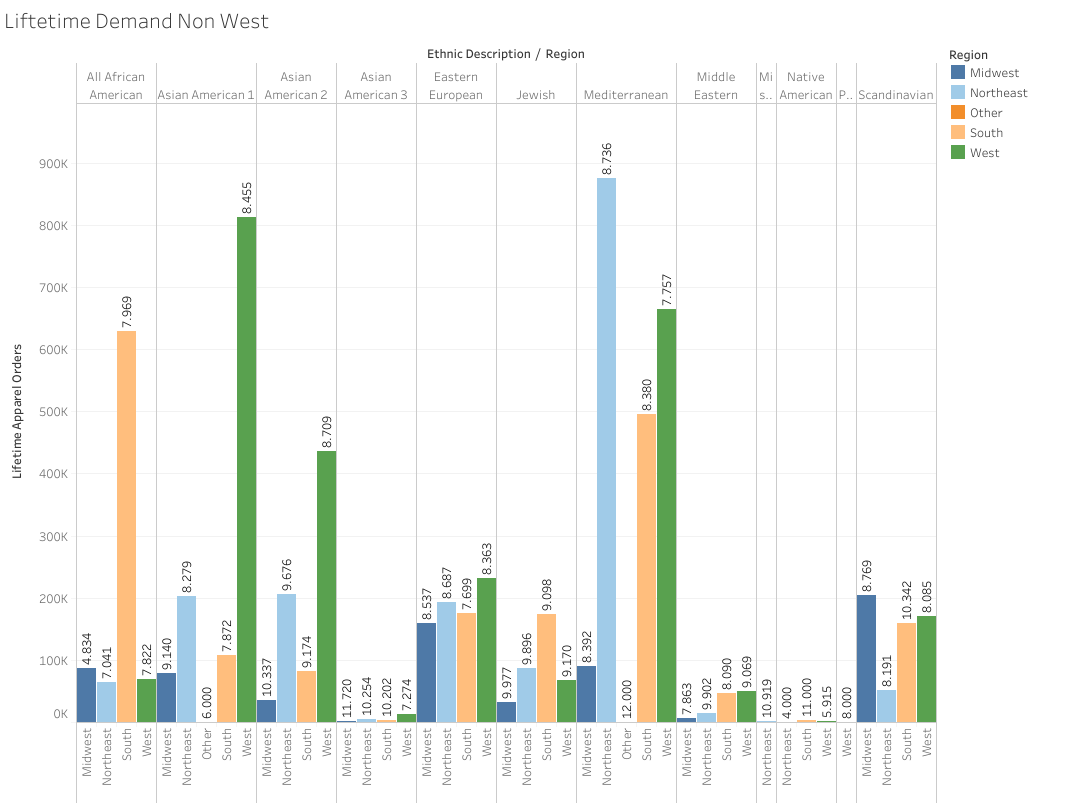 Liftetime Demand Non West
Ethnic Description / Region
Region
Midwest
Northeast
Other
South
West
All African
American
Asian American 1
Asian
American 2
Asian
American 3
Eastern
European
Jewish
Mediterranean
Middle
Eastern
Mi
s..
Native
American
P..
Scandinavian
Lifetime Apparel Orders
900K
800K
700K
600K
500K
400K
300K
200K
100K
0K
4.834
7.041
7.969
7.822
9.140
8.279
6.000
7.872
8.455
10.337
9.676
9.174
8.709
11.720
10.254
10.202
7.274
8.537
8.687
7.699
8.363
9.977
9.896
9.098
9.170
8.392
8.736
12.000
8.380
7.757
7.863
9.902
8.090
9.069
10.919
4.000
11.000
5.915
8.000
8.769
8.191
10.342
8.085
Midwest
Northeast
South
West
Midwest
Northeast
Other
South
West
Midwest
Northeast
South
West
Midwest
Northeast
South
West
Midwest
Northeast
South
West
Midwest
Northeast
South
West
Midwest
Northeast
Other
South
West
Midwest
Northeast
South
West
Northeast
Northeast
South
West
West
Midwest
Northeast
South
West